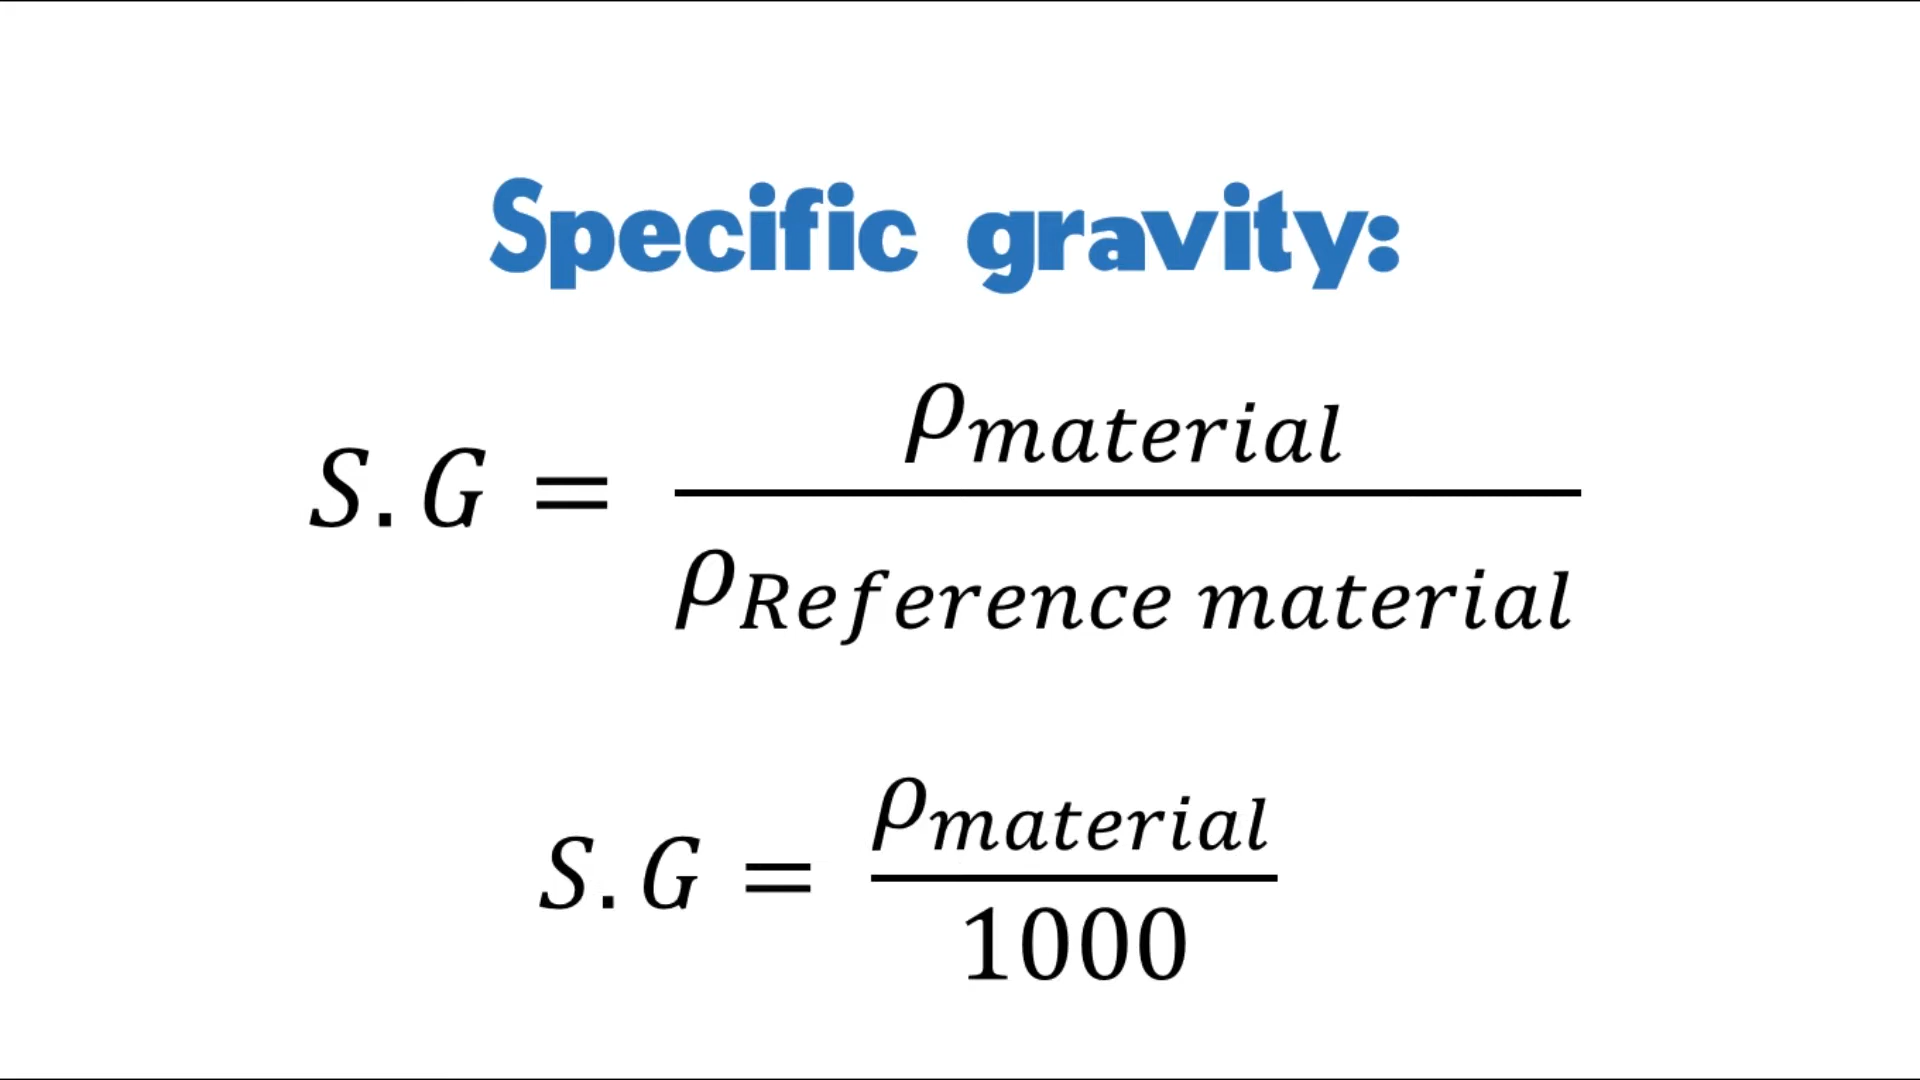 Specific gravity:
S.G = ρmaterial / ρReference material
S.G = ρmaterial / 1000